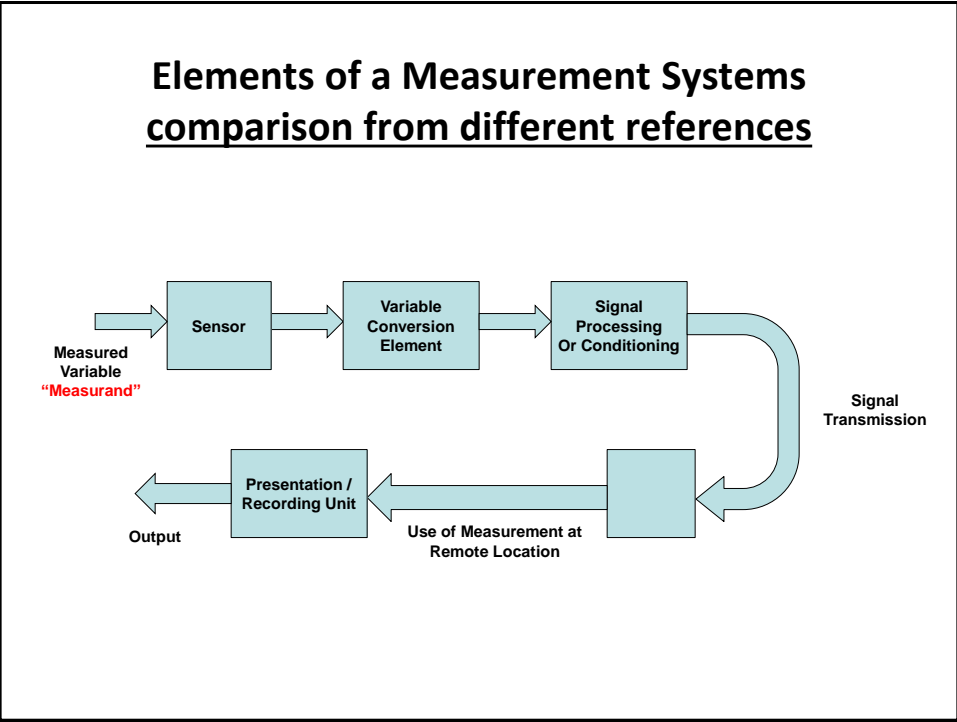 Elements of a Measurement Systems
comparison from different references
Sensor
Variable
Conversion
Element
Signal
Processing
Or Conditioning
Measured
Variable
“Measurand”
Signal
Transmission
Presentation /
Recording Unit
Use of Measurement at
Remote Location
Output